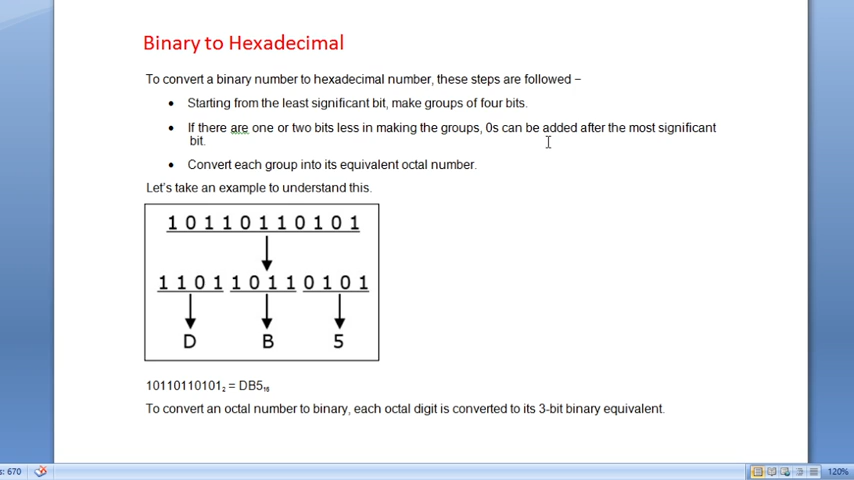 Binary to Hexadecimal
To convert a binary number to hexadecimal number, these steps are followed −
• Starting from the least significant bit, make groups of four bits.
• If there are one or two bits less in making the groups, 0s can be added after the most significant
bit.
• Convert each group into its equivalent octal number.
Let's take an example to understand this.
1 0 1 1 0 1 1 0 1 0 1
1 1 0 1 1 0 1 1 0 1 0 1
D B 5
10110110101₂ = DB5₁₆
To convert an octal number to binary, each octal digit is converted to its 3-bit binary equivalent.
s: 670 120%